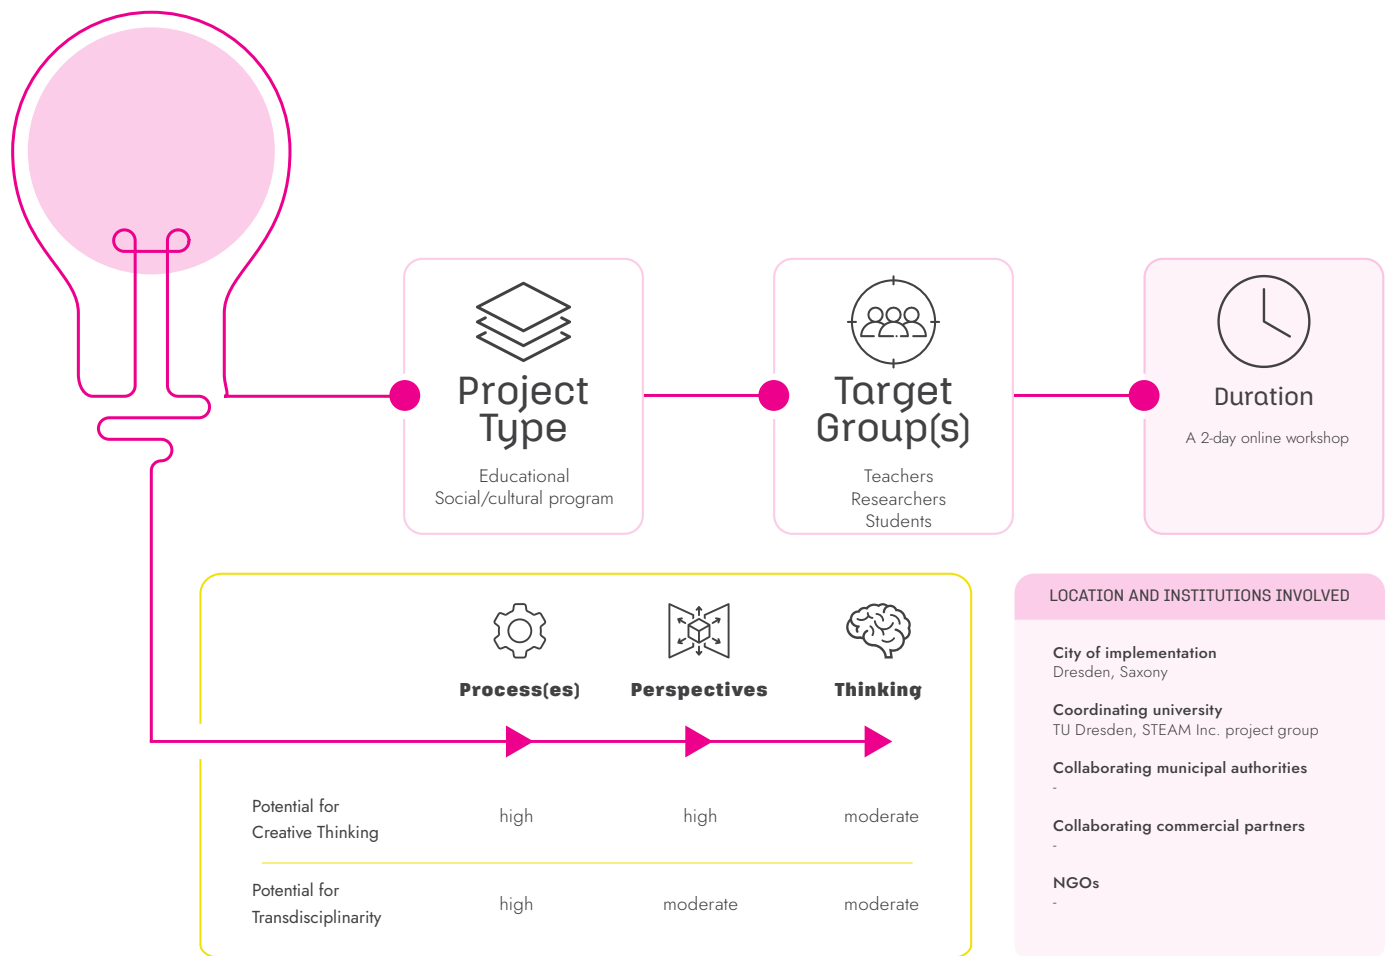 Project
Type
Educational
Social/cultural program
Target
Group(s)
Teachers
Researchers
Students
Duration
A 2-day online workshop
Process(es)
Perspectives
Thinking
Potential for
Creative Thinking
high
high
moderate
Potential for
Transdisciplinarity
high
moderate
moderate
LOCATION AND INSTITUTIONS INVOLVED
City of implementation
Dresden, Saxony
Coordinating university
TU Dresden, STEAM Inc. project group
Collaborating municipal authorities
-
Collaborating commercial partners
-
NGOs
-